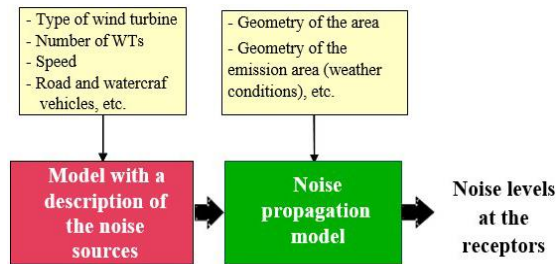 - Type of wind turbine
- Number of WTs
- Speed
- Road and watercraf
vehicles, etc.
- Geometry of the area
- Geometry of the
emission area (weather
conditions), etc.
Model with a
description of
the noise
sources
Noise
propagation
model
Noise levels
at the
receptors